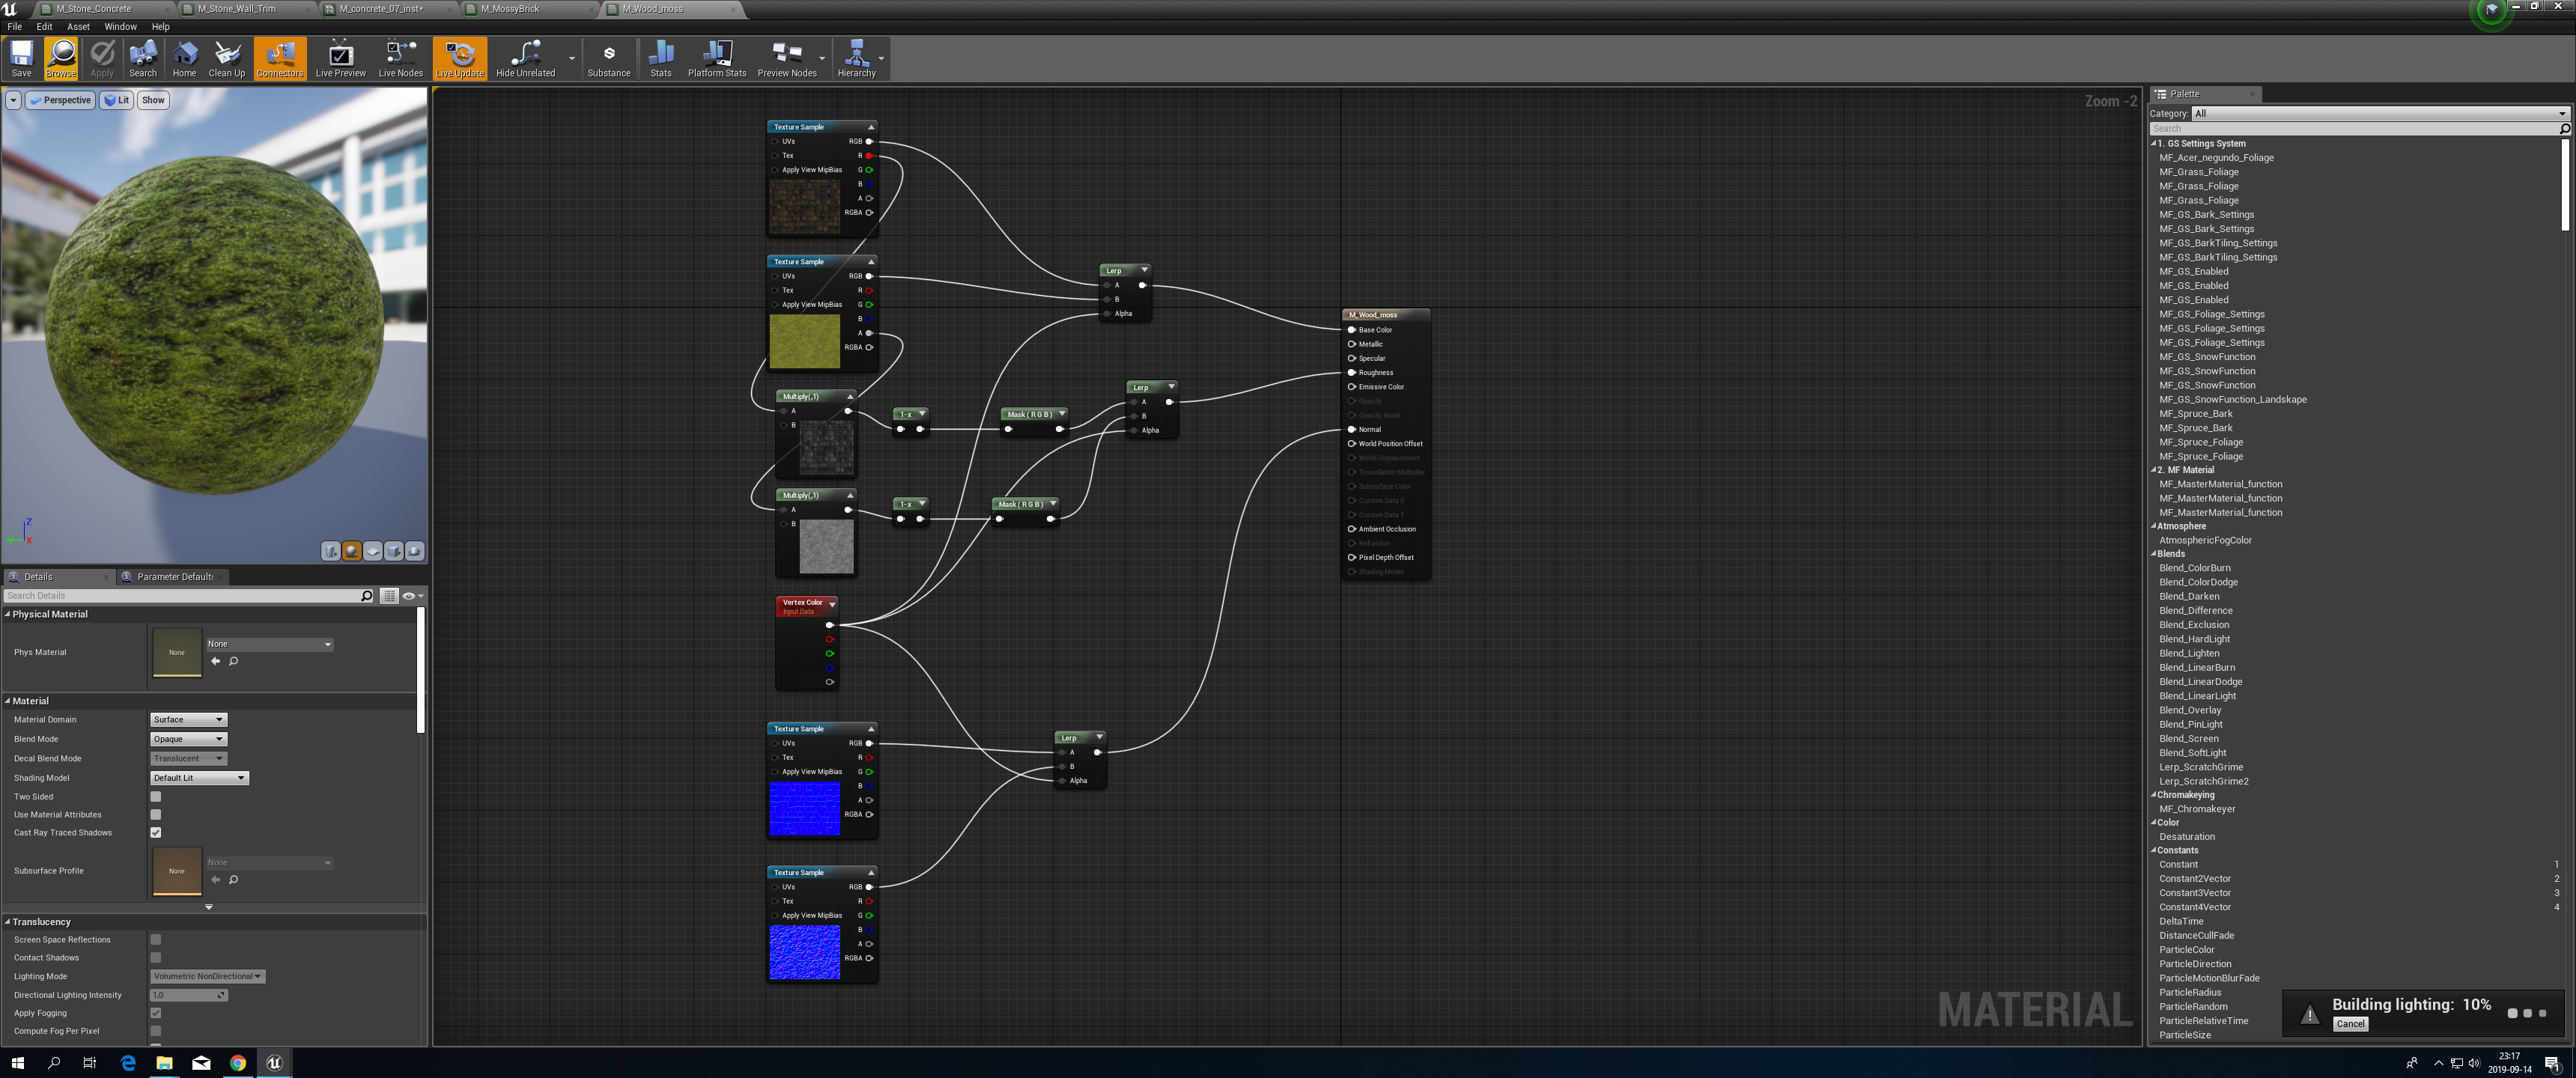 M_Stone_Concrete
M_Stone_Wall_Trim
M_concrete_07_inst*
M_MossyBrick
M_Wood_moss
File Edit Asset Window Help
Save Browse Apply Search Home Clean Up Connectors Live Preview Live Nodes Live Update Hide Unrelated Substance Stats Platform Stats Preview Nodes Hierarchy
Perspective Lit Show
Z
X
Details
Parameter Default
Search Details
Physical Material
Phys Material
None
None
Material
Material Domain Surface
Blend Mode Opaque
Decal Blend Mode Translucent
Shading Model Default Lit
Two Sided
Use Material Attributes
Cast Ray Traced Shadows
Subsurface Profile
None
None
Translucency
Screen Space Reflections
Contact Shadows
Lighting Mode Volumetric NonDirectional
Directional Lighting Intensity 1,0
Apply Fogging
Compute Fog Per Pixel
Zoom -2
Texture Sample
UVs RGB
Tex R
Apply View MipBias G
B
A
RGBA
Texture Sample
UVs RGB
Tex R
Apply View MipBias G
B
A
RGBA
Multiply(,1)
A
B
1-x
Mask ( R G B )
Multiply(,1)
A
B
1-x
Mask ( R G B )
Vertex Color
Input Data
Texture Sample
UVs RGB
Tex R
Apply View MipBias G
B
A
RGBA
Texture Sample
UVs RGB
Tex R
Apply View MipBias G
B
A
RGBA
Lerp
A
B
Alpha
Lerp
A
B
Alpha
Lerp
A
B
Alpha
M_Wood_moss
Base Color
Metallic
Specular
Roughness
Emissive Color
Opacity
Opacity Mask
Normal
World Position Offset
World Displacement
Tessellation Multiplier
Subsurface Color
Custom Data 0
Custom Data 1
Ambient Occlusion
Refraction
Pixel Depth Offset
Shading Model
MATERIAL
Palette
Category: All
Search
1. GS Settings System
MF_Acer_negundo_Foliage
MF_Grass_Foliage
MF_Grass_Foliage
MF_Grass_Foliage
MF_GS_Bark_Settings
MF_GS_Bark_Settings
MF_GS_BarkTiling_Settings
MF_GS_BarkTiling_Settings
MF_GS_Enabled
MF_GS_Enabled
MF_GS_Enabled
MF_GS_Foliage_Settings
MF_GS_Foliage_Settings
MF_GS_Foliage_Settings
MF_GS_SnowFunction
MF_GS_SnowFunction
MF_GS_SnowFunction
MF_GS_SnowFunction_Landscape
MF_Spruce_Bark
MF_Spruce_Bark
MF_Spruce_Foliage
MF_Spruce_Foliage
2. MF Material
MF_MasterMaterial_function
MF_MasterMaterial_function
MF_MasterMaterial_function
Atmosphere
AtmosphericFogColor
Blends
Blend_ColorBurn
Blend_ColorDodge
Blend_Darken
Blend_Difference
Blend_Exclusion
Blend_HardLight
Blend_Lighten
Blend_LinearBurn
Blend_LinearDodge
Blend_LinearLight
Blend_Overlay
Blend_PinLight
Blend_Screen
Blend_SoftLight
Lerp_ScratchGrime
Lerp_ScratchGrime2
Chromakeying
MF_Chromakeyer
Color
Desaturation
Constants
Constant 1
Constant2Vector 2
Constant3Vector 3
Constant4Vector 4
DeltaTime
DistanceCullFade
ParticleColor
ParticleDirection
ParticleMotionBlurFade
ParticleRadius
ParticleRandom
ParticleRelativeTime
ParticleSize
Building lighting: 10%
Cancel
23:17
2019-09-14